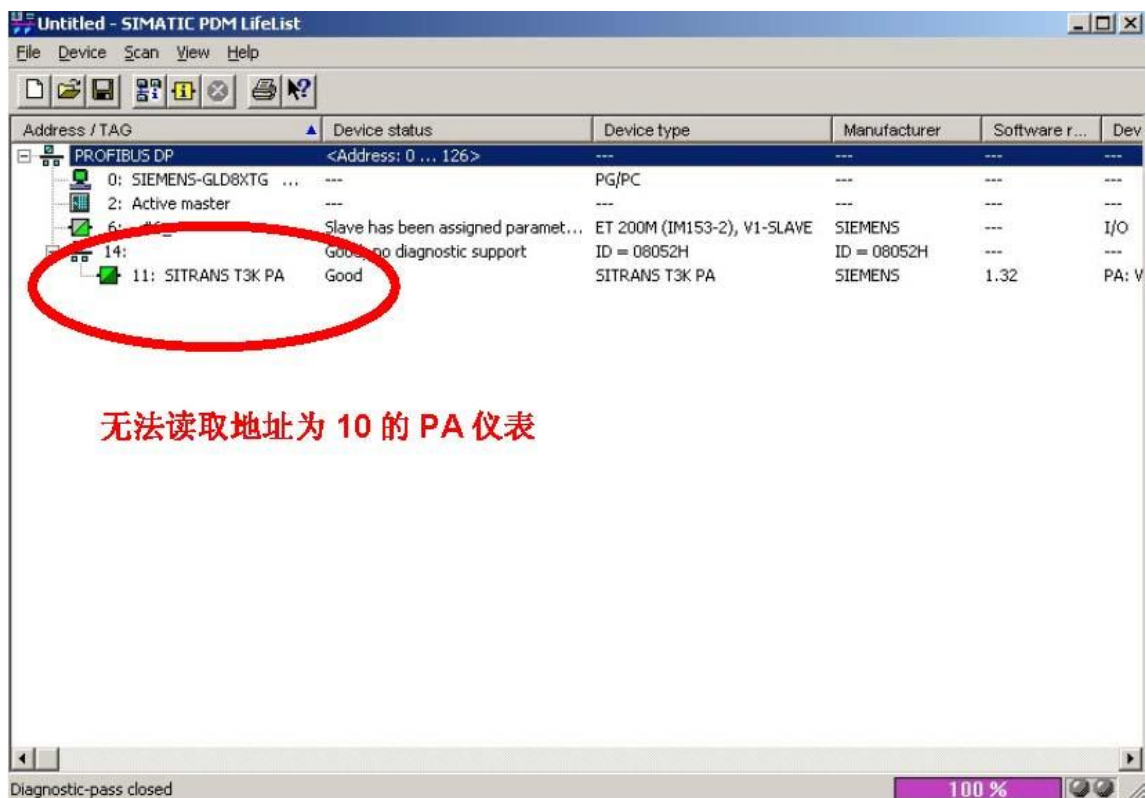 Untitled - SIMATIC PDM LifeList
File Device Scan View Help
Address / TAG Device status Device type Manufacturer Software r... Dev
PROFIBUS DP <Address: 0 ... 126> --- --- --- ---
0: SIEMENS-GLD8XTG ... --- PG/PC --- --- ---
2: Active master --- --- --- --- ---
6: Slave has been assigned paramet... ET 200M (IM153-2), V1-SLAVE SIEMENS --- I/O
14: Good, no diagnostic support ID = 08052H ID = 08052H --- ---
11: SITRANS T3K PA Good SITRANS T3K PA SIEMENS 1.32 PA: V
无法读取地址为 10 的 PA 仪表
Diagnostic-pass closed 100 %